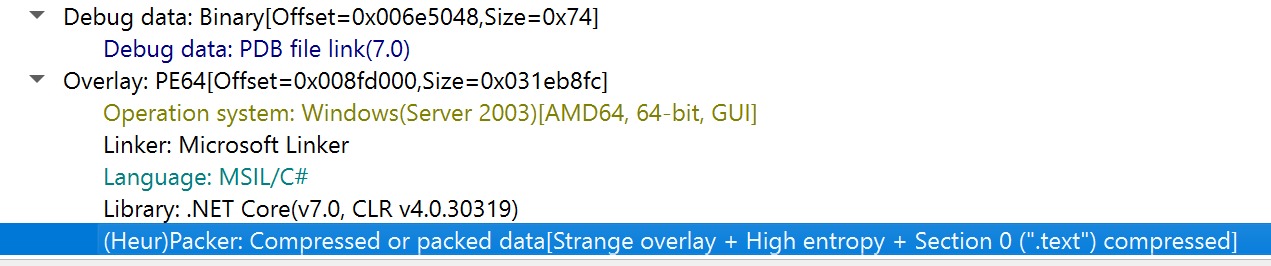 Debug data: Binary[Offset=0x006e5048,Size=0x74]
Debug data: PDB file link(7.0)
Overlay: PE64[Offset=0x008fd000,Size=0x031eb8fc]
Operation system: Windows(Server 2003)[AMD64, 64-bit, GUI]
Linker: Microsoft Linker
Language: MSIL/C#
Library: .NET Core(v7.0, CLR v4.0.30319)
(Heur)Packer: Compressed or packed data[Strange overlay + High entropy + Section 0 (".text") compressed]